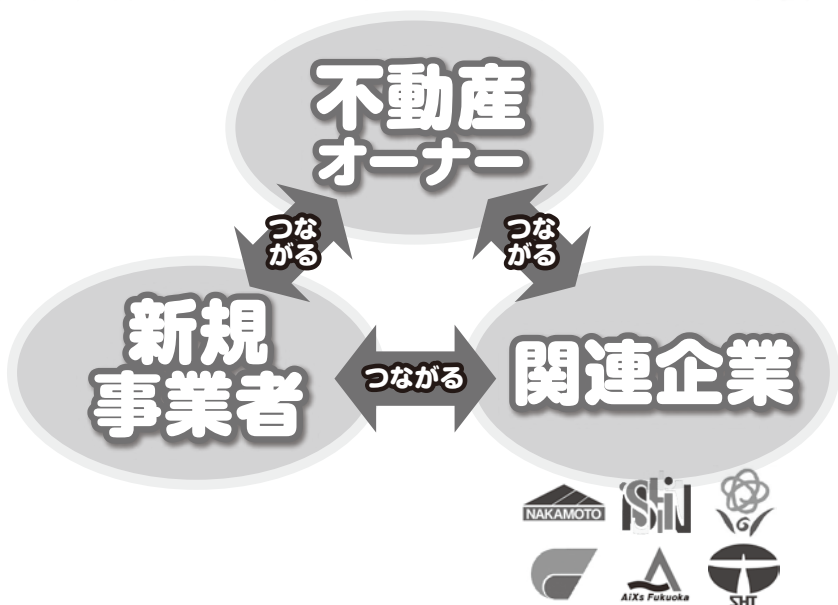 不動産
オーナー
つな
がる
つな
がる
新規
事業者
つながる
関連企業
NAKAMOTO
iSHiN
G
AiXs Fukuoka
SHT